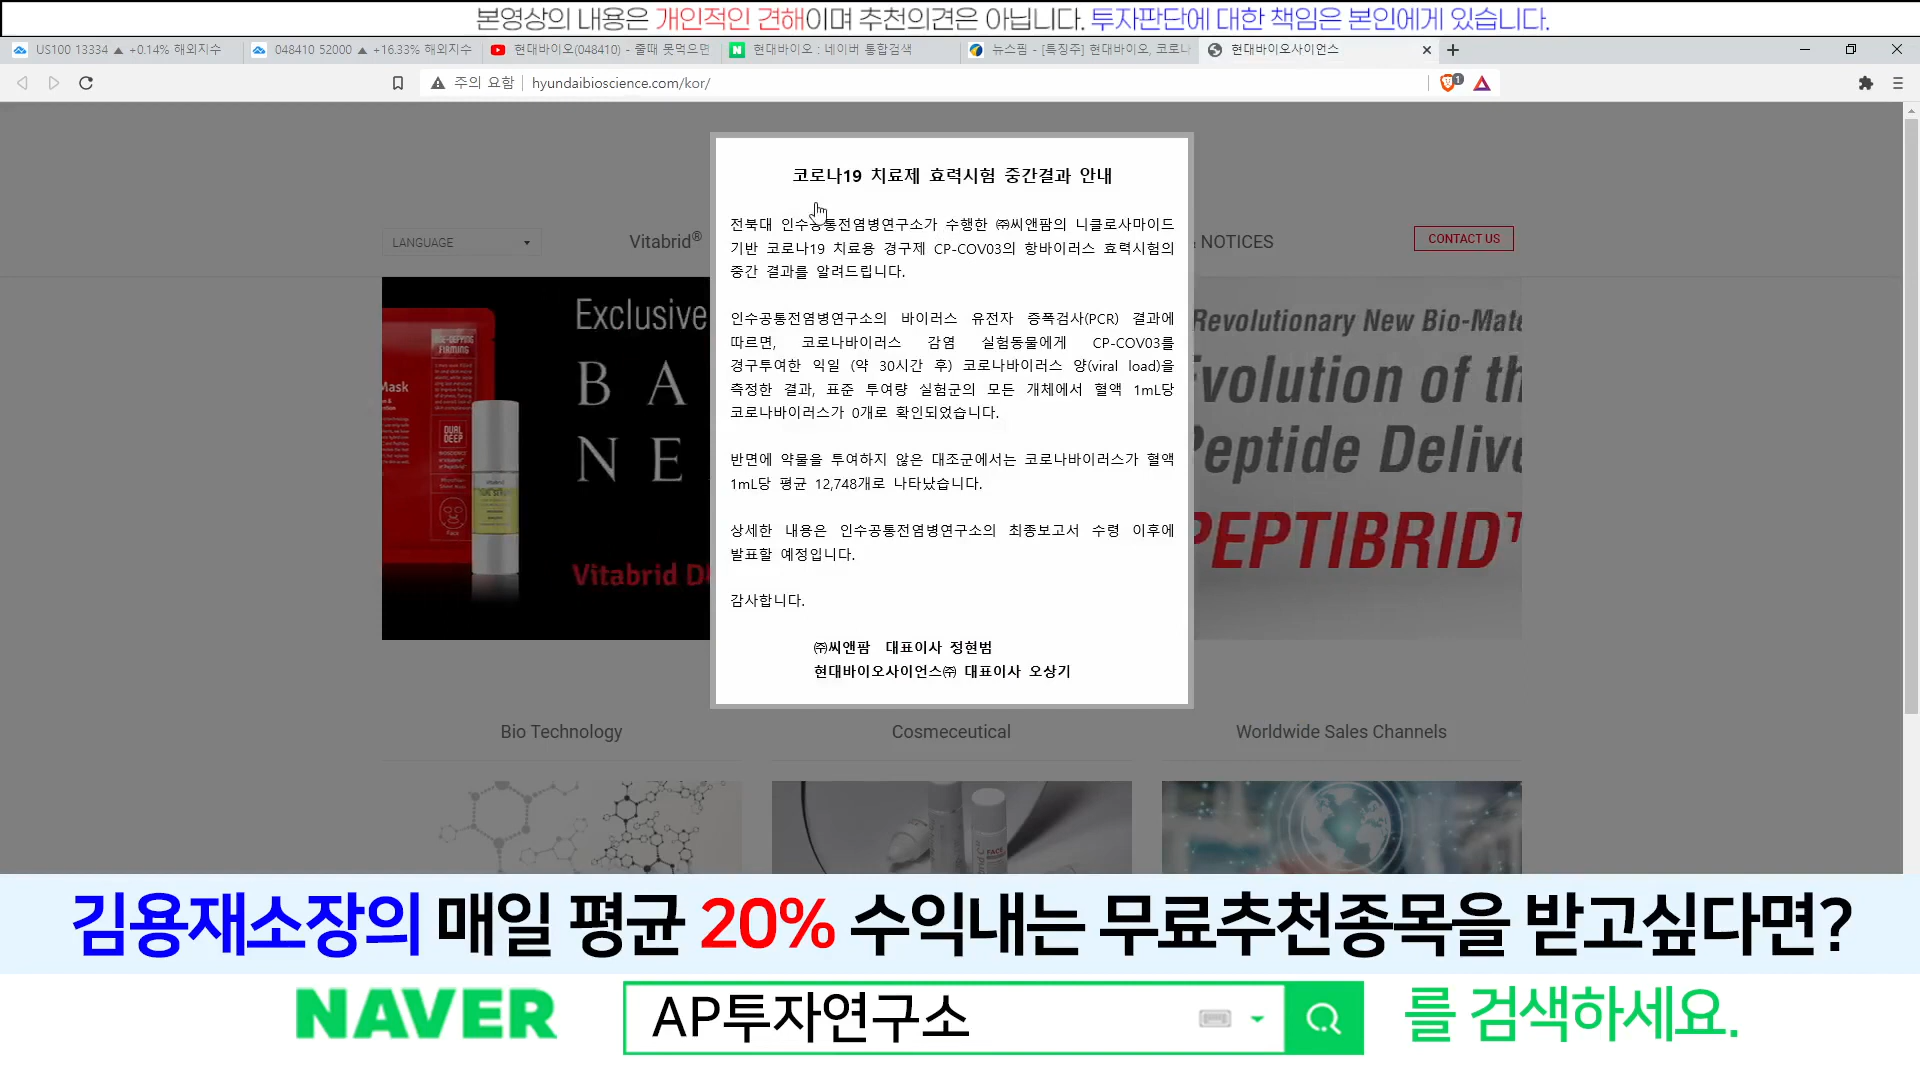 본영상의 내용은 개인적인 견해이며 추천의견은 아닙니다. 투자판단에 대한 책임은 본인에게 있습니다.
US100 13334 ▲ +0.14% 해외지수
048410 52000 ▲ +16.33% 해외지수
현대바이오(048410) - 줄때 못먹으면
현대바이오 : 네이버 통합검색
뉴스핌 - [특징주] 현대바이오, 코로나
현대바이오사이언스
주의 요함
hyundaibioscience.com/kor/
코로나19 치료제 효력시험 중간결과 안내
전북대 인수공통전염병연구소가 수행한 ㈜씨앤팜의 니클로사마이드
기반 코로나19 치료용 경구제 CP-COV03의 항바이러스 효력시험의
중간 결과를 알려드립니다.
인수공통전염병연구소의 바이러스 유전자 증폭검사(PCR) 결과에
따르면, 코로나바이러스 감염 실험동물에게 CP-COV03를
경구투여한 익일 (약 30시간 후) 코로나바이러스 양(viral load)을
측정한 결과, 표준 투여량 실험군의 모든 개체에서 혈액 1mL당
코로나바이러스가 0개로 확인되었습니다.
반면에 약물을 투여하지 않은 대조군에서는 코로나바이러스가 혈액
1mL당 평균 12,748개로 나타났습니다.
상세한 내용은 인수공통전염병연구소의 최종보고서 수령 이후에
발표할 예정입니다.
감사합니다.
㈜씨앤팜 대표이사 정현범
현대바이오사이언스㈜ 대표이사 오상기
LANGUAGE
Vitabrid®
NOTICES
CONTACT US
Exclusive
B A
N E
Vitabrid D
Mask
FIRMING
DUAL
DEEP
Face
Revolutionary New Bio-Mate
volution of th
Peptide Delive
PEPTIBRID
Bio Technology
Cosmeceutical
Worldwide Sales Channels
김용재소장의 매일 평균 20% 수익내는 무료추천종목을 받고싶다면?
NAVER
AP투자연구소
를 검색하세요.